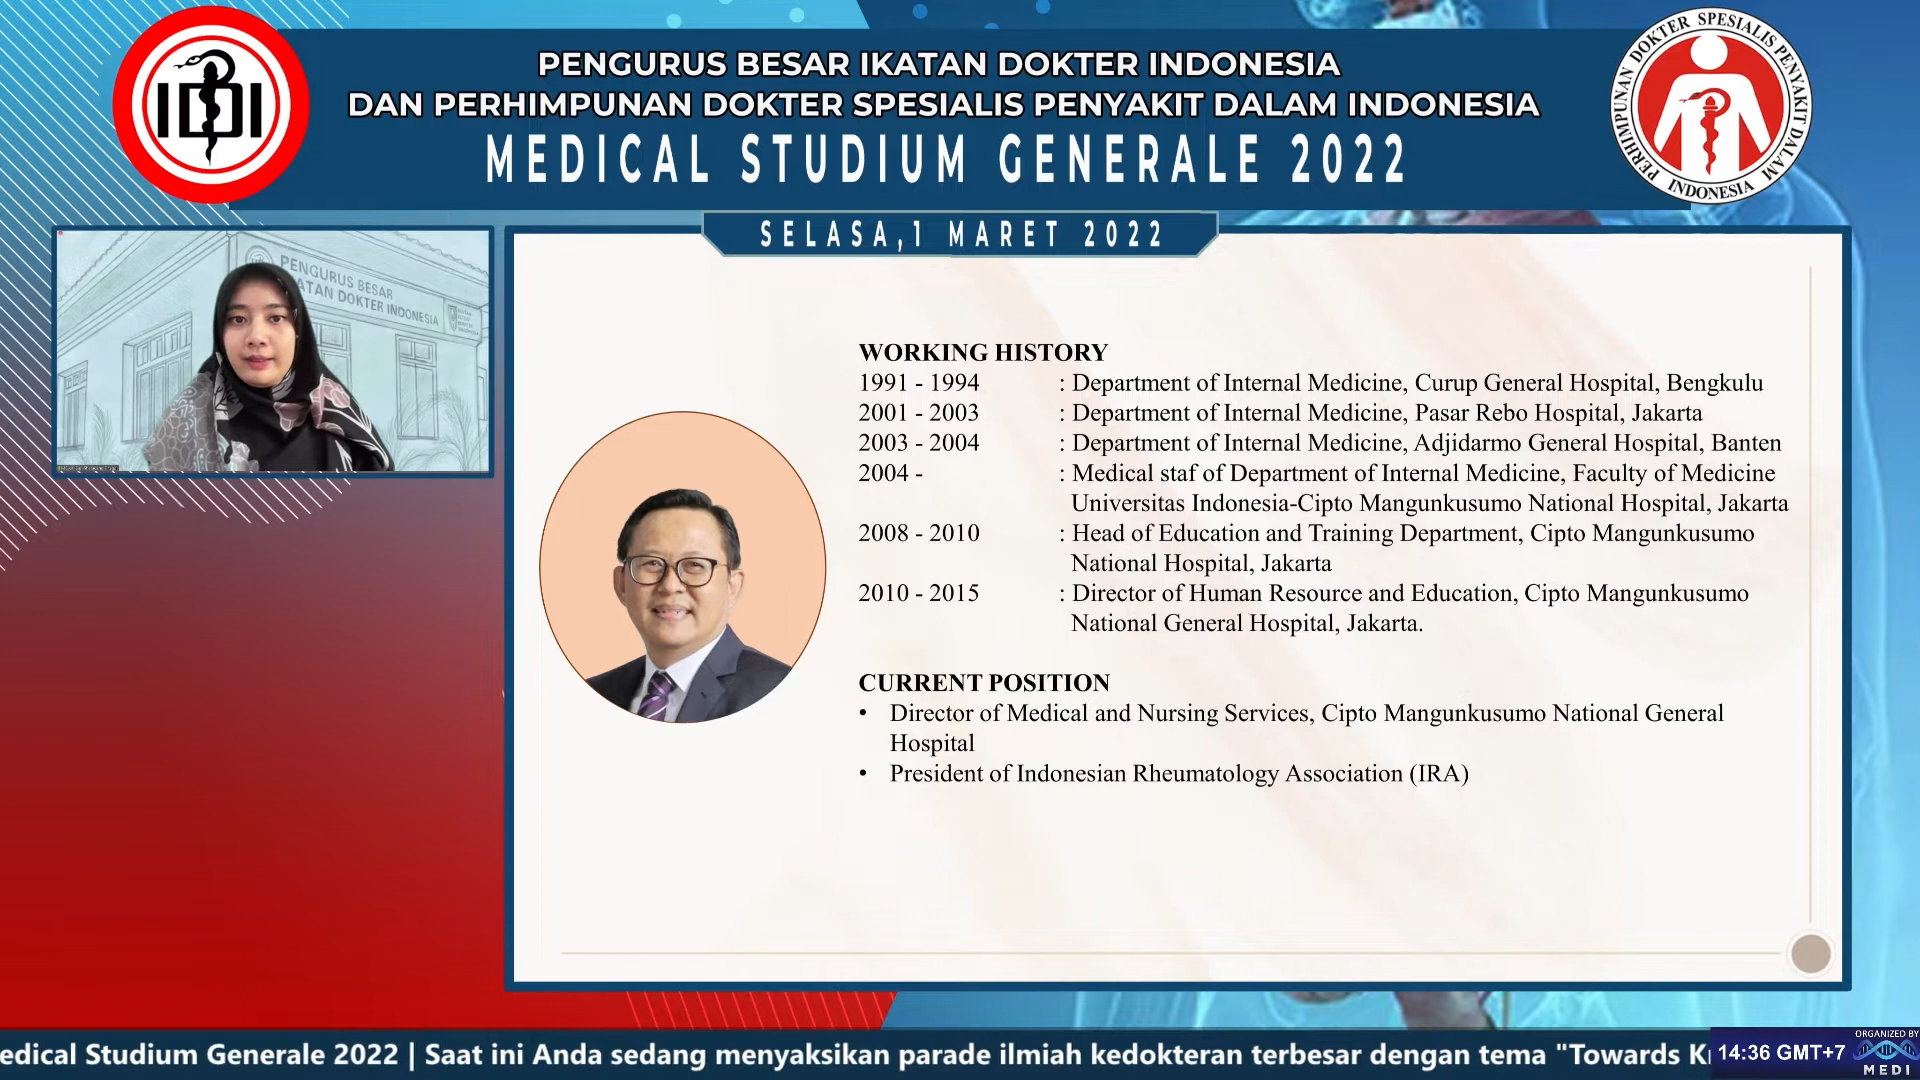 PENGURUS BESAR IKATAN DOKTER INDONESIA
DAN PERHIMPUNAN DOKTER SPESIALIS PENYAKIT DALAM INDONESIA
MEDICAL STUDIUM GENERALE 2022
SELASA,1 MARET 2022
IDI
PERHIMPUNAN DOKTER SPESIALIS PENYAKIT DALAM
INDONESIA
PENGURUS BESAR
IKATAN DOKTER INDONESIA
WORKING HISTORY
1991 - 1994 : Department of Internal Medicine, Curup General Hospital, Bengkulu
2001 - 2003 : Department of Internal Medicine, Pasar Rebo Hospital, Jakarta
2003 - 2004 : Department of Internal Medicine, Adjidarmo General Hospital, Banten
2004 - : Medical staf of Department of Internal Medicine, Faculty of Medicine
Universitas Indonesia-Cipto Mangunkusumo National Hospital, Jakarta
2008 - 2010 : Head of Education and Training Department, Cipto Mangunkusumo
National Hospital, Jakarta
2010 - 2015 : Director of Human Resource and Education, Cipto Mangunkusumo
National General Hospital, Jakarta.
CURRENT POSITION
• Director of Medical and Nursing Services, Cipto Mangunkusumo National General
Hospital
• President of Indonesian Rheumatology Association (IRA)
edical Studium Generale 2022 | Saat ini Anda sedang menyaksikan parade ilmiah kedokteran terbesar dengan tema "Towards K
14:36 GMT+7
ORGANIZED BY
MEDI